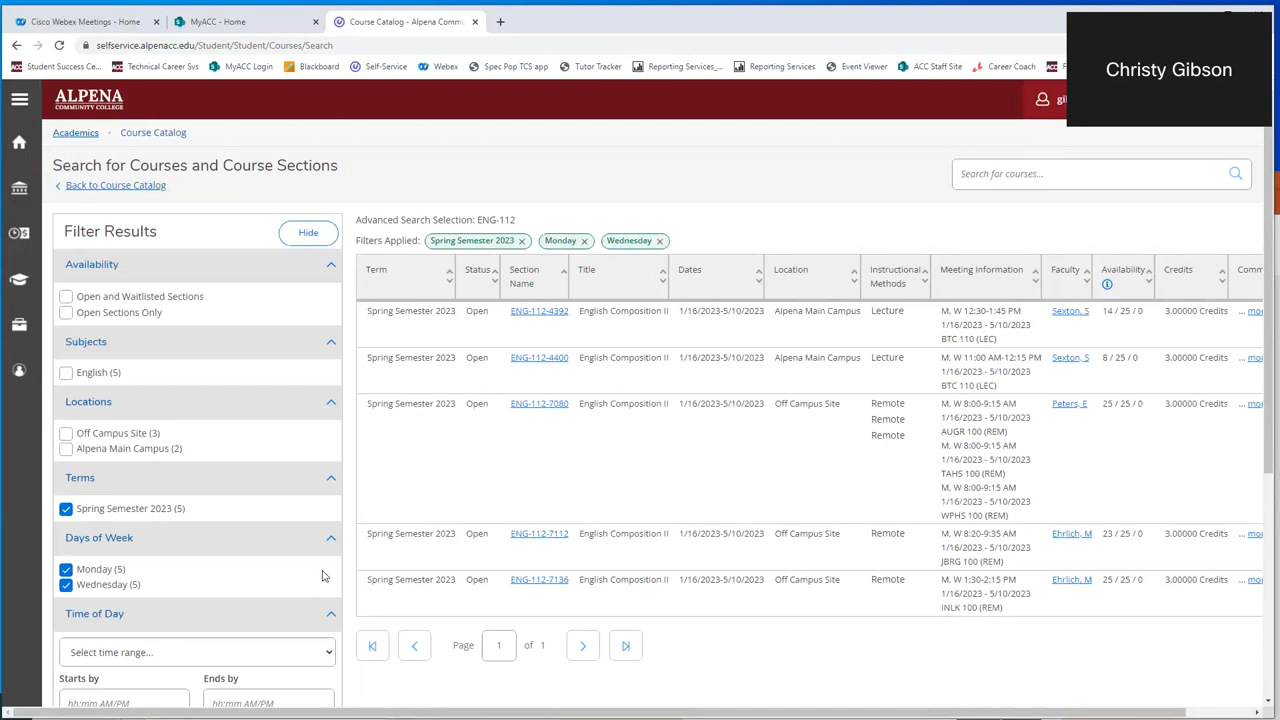 Cisco Webex Meetings - Home
MyACC - Home
Course Catalog - Alpena Comm
selfservice.alpenacc.edu/Student/Student/Courses/Search
Student Success Ce...
Technical Career Svs
MyACC Login
Blackboard
Self-Service
Webex
Spec Pop TCS app
Tutor Tracker
Reporting Services_...
Reporting Services
Event Viewer
ACC Staff Site
Career Coach
Christy Gibson
ALPENA
COMMUNITY COLLEGE
Academics
Course Catalog
Search for Courses and Course Sections
Back to Course Catalog
Search for courses...
Filter Results
Hide
Availability
Open and Waitlisted Sections
Open Sections Only
Subjects
English (5)
Locations
Off Campus Site (3)
Alpena Main Campus (2)
Terms
Spring Semester 2023 (5)
Days of Week
Monday (5)
Wednesday (5)
Time of Day
Select time range...
Starts by Ends by
hh:mm AM/PM hh:mm AM/PM
Advanced Search Selection: ENG-112
Filters Applied: Spring Semester 2023 Monday Wednesday
Term Status Section Name Title Dates Location Instructional Methods Meeting Information Faculty Availability Credits Comm
Spring Semester 2023 Open ENG-112-4392 English Composition II 1/16/2023-5/10/2023 Alpena Main Campus Lecture M, W 12:30-1:45 PM Sexton, S 14 / 25 / 0 3.00000 Credits ...
1/16/2023 - 5/10/2023
BTC 110 (LEC)
Spring Semester 2023 Open ENG-112-4400 English Composition II 1/16/2023-5/10/2023 Alpena Main Campus Lecture M, W 11:00 AM-12:15 PM Sexton, S 8 / 25 / 0 3.00000 Credits ...
1/16/2023 - 5/10/2023
BTC 110 (LEC)
Spring Semester 2023 Open ENG-112-7080 English Composition II 1/16/2023-5/10/2023 Off Campus Site Remote M, W 8:00-9:15 AM Peters, E 25 / 25 / 0 3.00000 Credits ...
Remote 1/16/2023 - 5/10/2023
Remote AUGR 100 (REM)
M, W 8:00-9:15 AM
1/16/2023 - 5/10/2023
TAHS 100 (REM)
M, W 8:00-9:15 AM
1/16/2023 - 5/10/2023
WPHS 100 (REM)
Spring Semester 2023 Open ENG-112-7112 English Composition II 1/16/2023-5/10/2023 Off Campus Site Remote M, W 8:20-9:35 AM Ehrlich, M 23 / 25 / 0 3.00000 Credits ...
1/16/2023 - 5/10/2023
JBRG 100 (REM)
Spring Semester 2023 Open ENG-112-7136 English Composition II 1/16/2023-5/10/2023 Off Campus Site Remote M, W 1:30-2:15 PM Ehrlich, M 25 / 25 / 0 3.00000 Credits ...
1/16/2023 - 5/10/2023
INLK 100 (REM)
Page 1 of 1